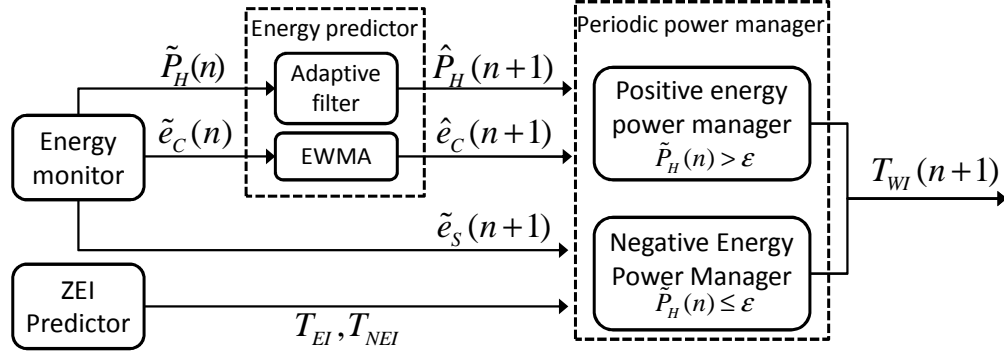 Energy predictor
Periodic power manager
P̃_H(n)
Adaptive
filter
P̂_H(n+1)
Positive energy
power manager
P̃_H(n) > ε
Energy
monitor
ẽ_C(n)
EWMA
ê_C(n+1)
T_WI(n+1)
ẽ_S(n+1)
Negative Energy
Power Manager
P̃_H(n) ≤ ε
ZEI
Predictor
T_EI, T_NEI